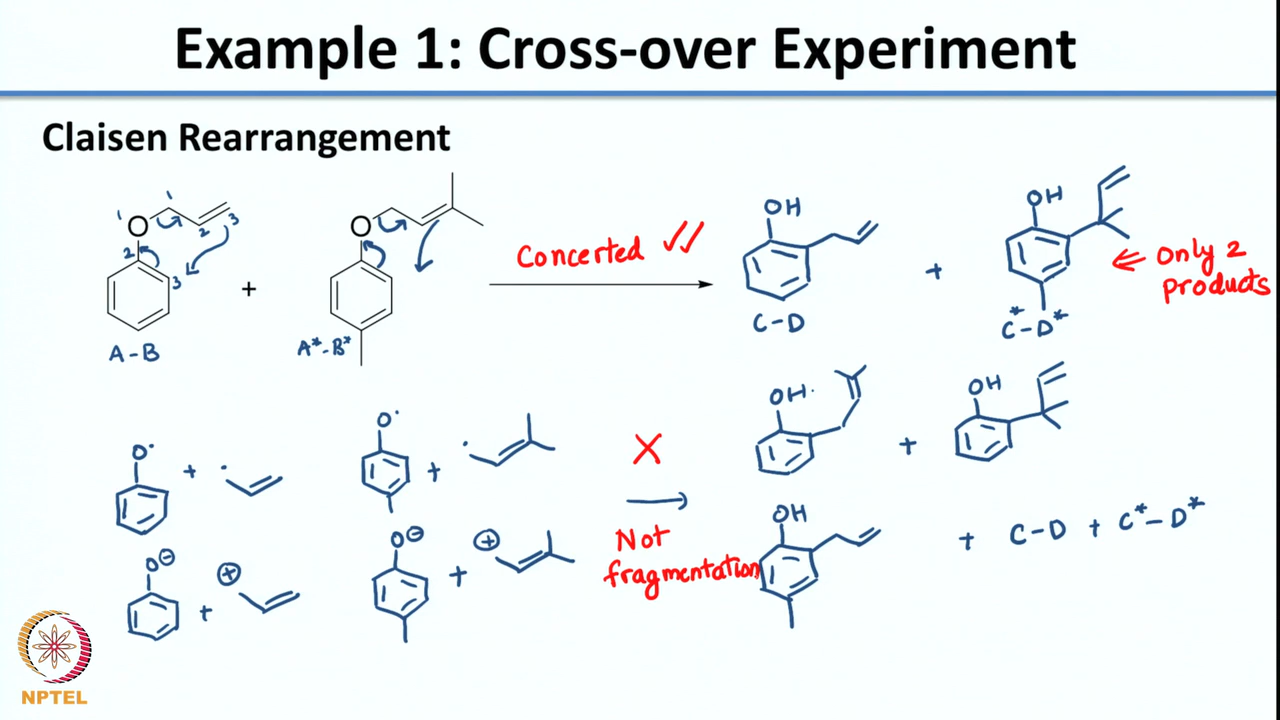 Example 1: Cross-over Experiment
Claisen Rearrangement
1 1 2 3
O
2
3
+
A-B
O
A*-B*
Concerted ✓✓
OH
C-D
+
OH
C*-D*
⇐ Only 2
products
O· + ·
O· + ·
X
Not
fragmentation
OH·
+
OH
O⊖ + ⊕
O⊖ + ⊕
OH
+ C-D + C*-D*
NPTEL